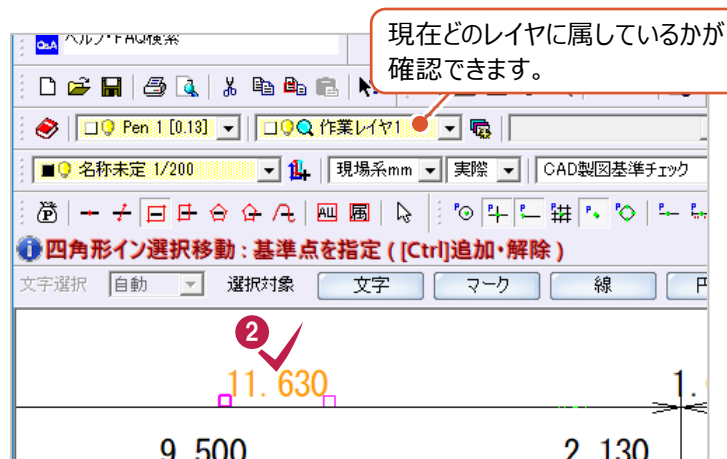 現在どのレイヤに属しているかが
確認できます。
Q&A ヘルプ・FAQ検索
Pen 1 [0.13] 作業レイヤ1
名称未定 1/200 現場系mm 実際 CAD製図基準チェック
ALL 属
四角形イン選択移動 : 基準点を指定 ( [Ctrl]追加・解除 )
文字選択 自動 選択対象 文字 マーク 線
2
11.630 1.
9.500 2.130